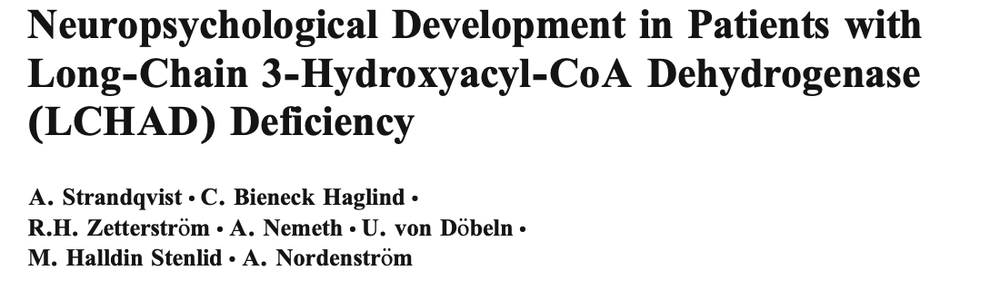 Neuropsychological Development in Patients with
Long-Chain 3-Hydroxyacyl-CoA Dehydrogenase
(LCHAD) Deficiency
A. Strandqvist • C. Bieneck Haglind •
R.H. Zetterström • A. Nemeth • U. von Döbeln •
M. Halldin Stenlid • A. Nordenström